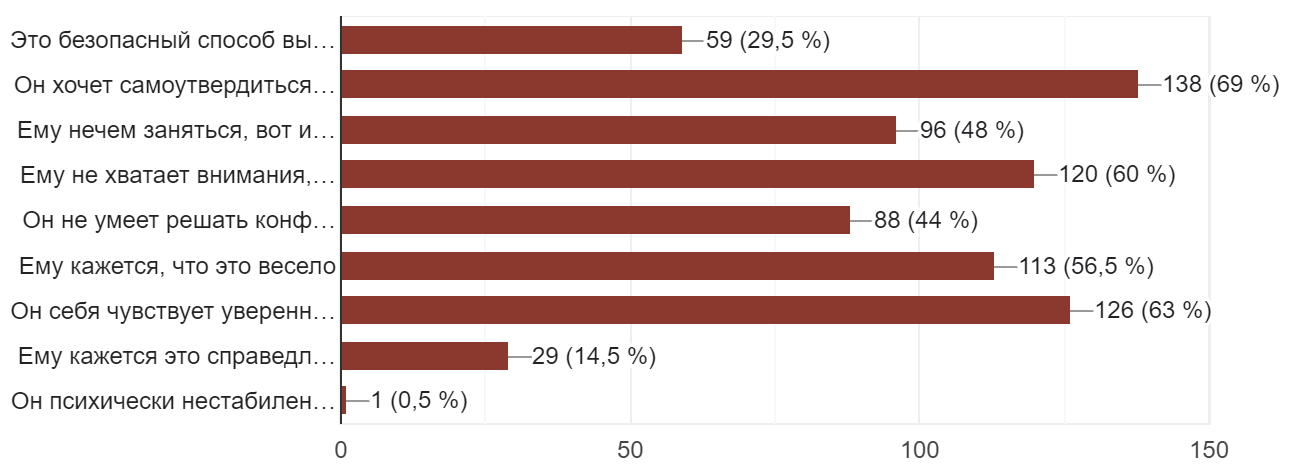 Это безопасный способ вы… 59 (29,5 %)
Он хочет самоутвердиться… 138 (69 %)
Ему нечем заняться, вот и… 96 (48 %)
Ему не хватает внимания,… 120 (60 %)
Он не умеет решать конф… 88 (44 %)
Ему кажется, что это весело 113 (56,5 %)
Он себя чувствует уверенн… 126 (63 %)
Ему кажется это справедл… 29 (14,5 %)
Он психически нестабилен… 1 (0,5 %)
0 50 100 150